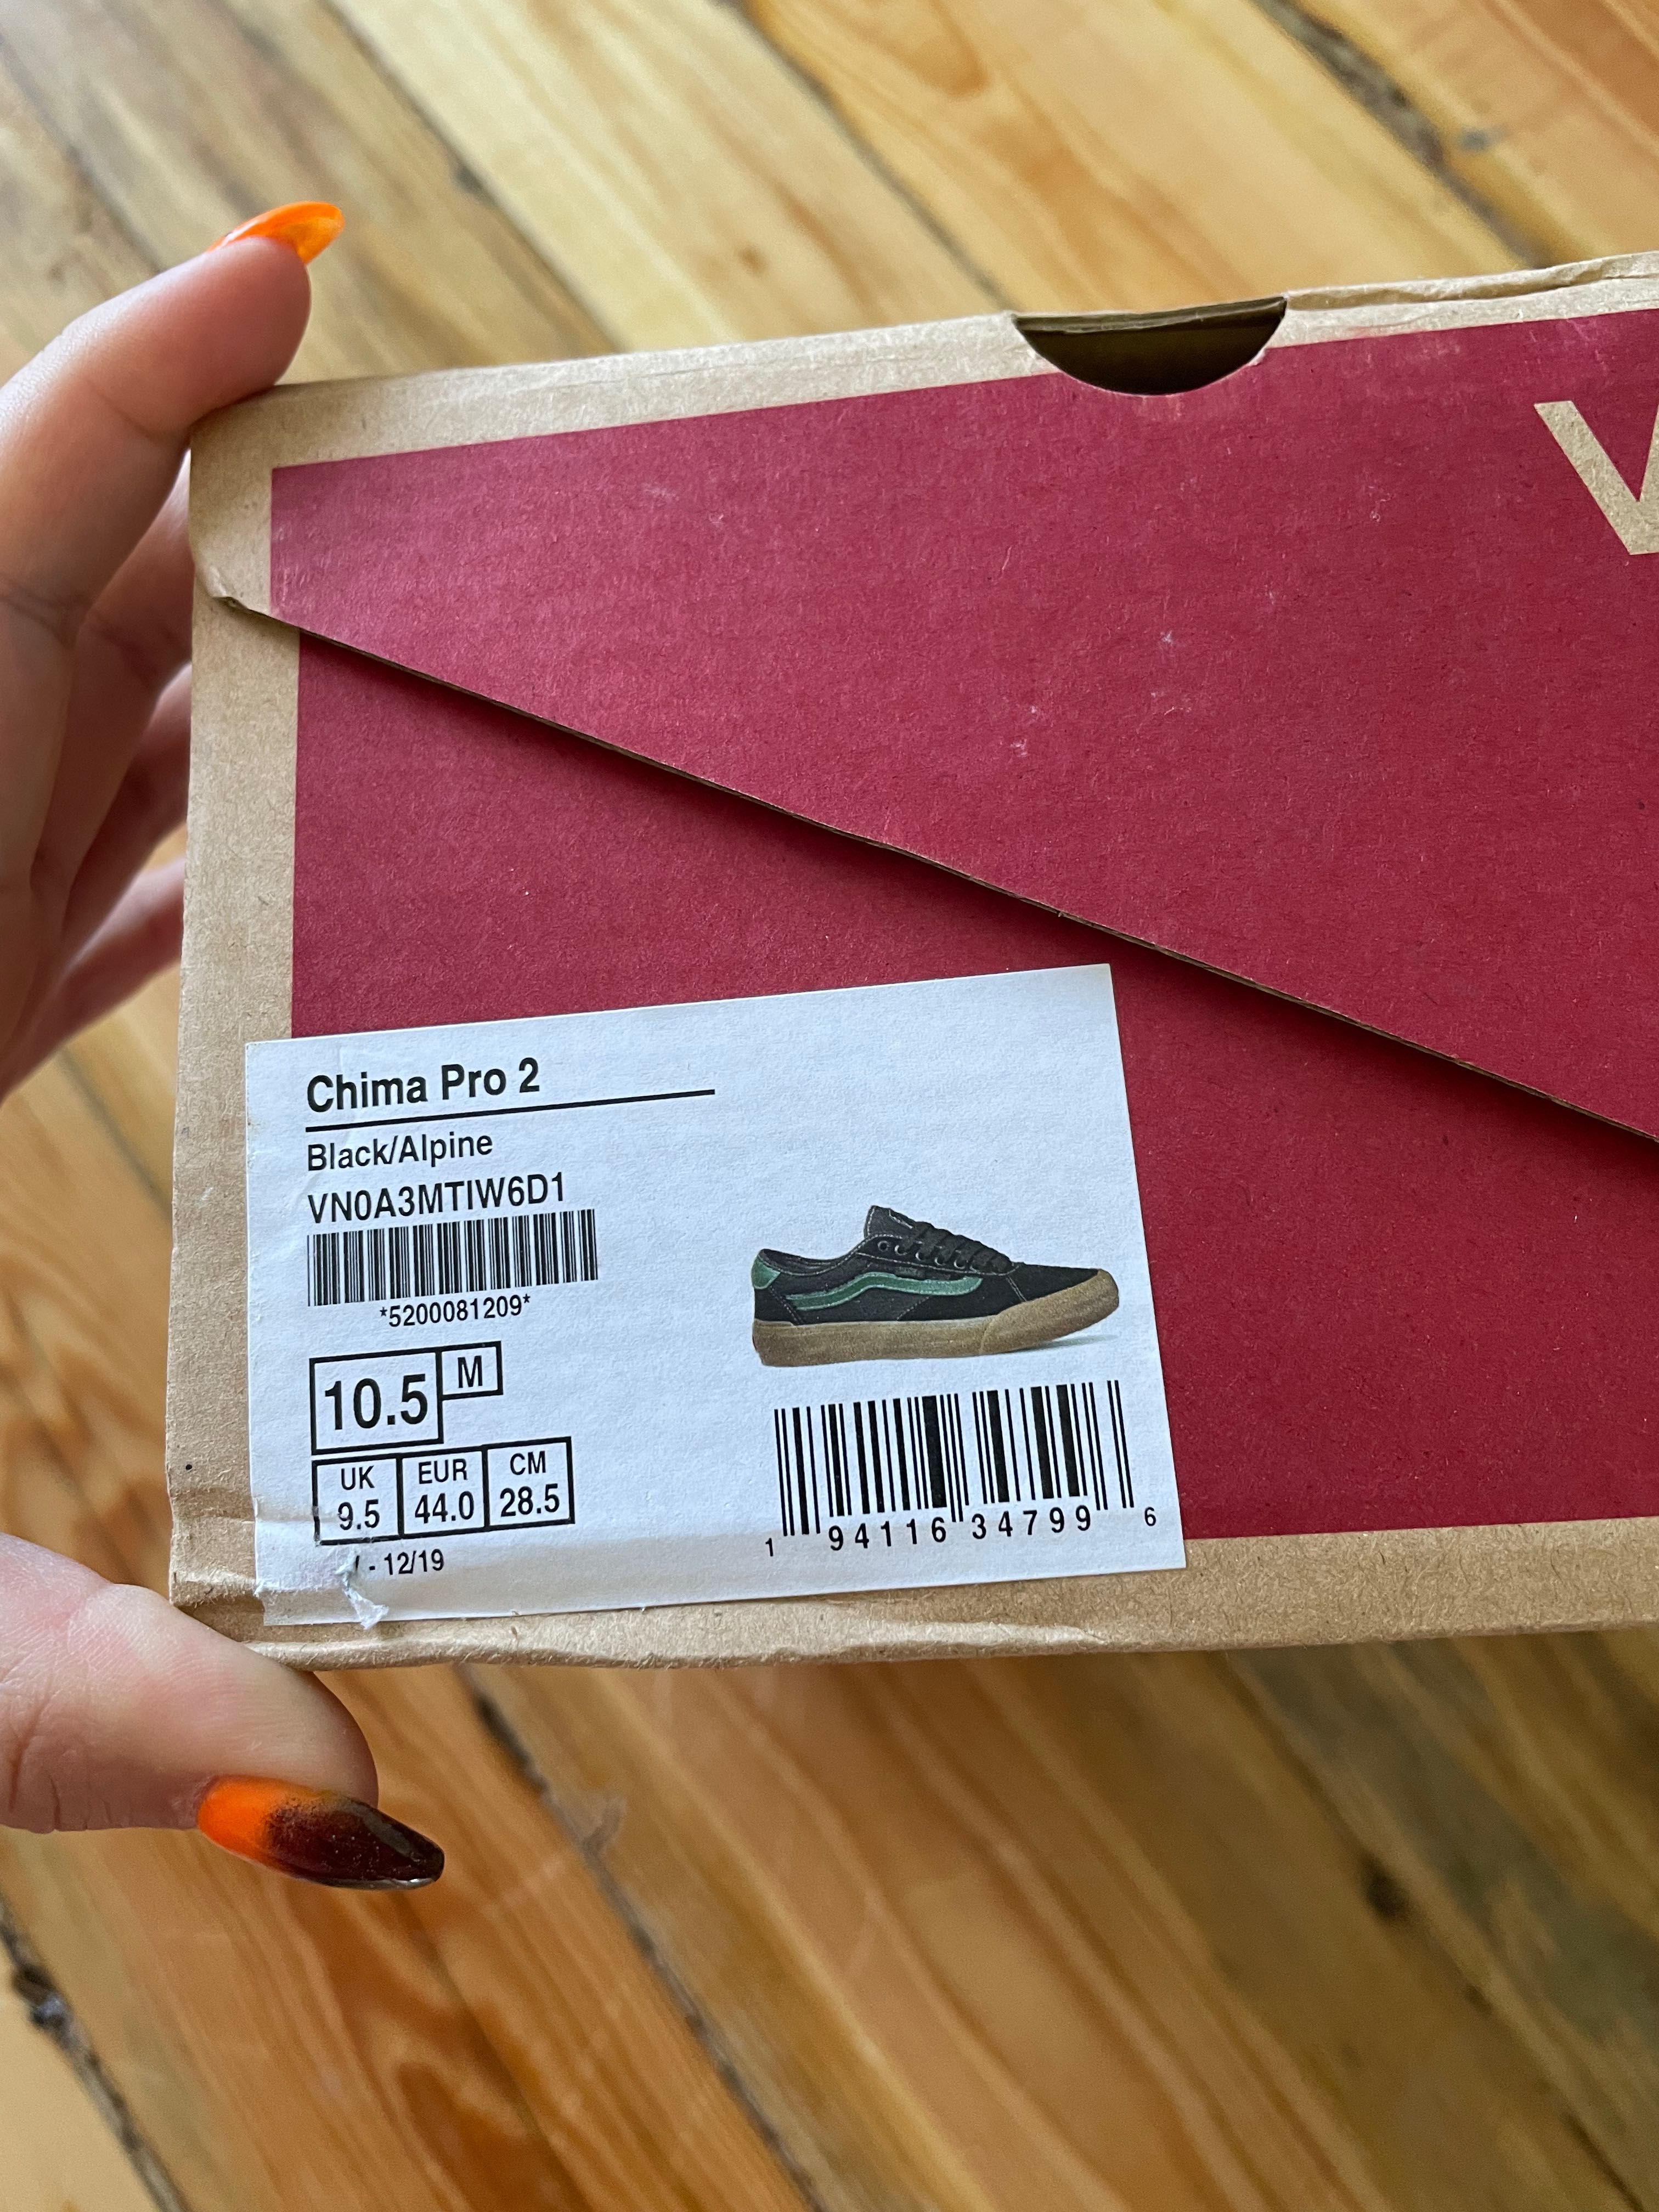 V
Chima Pro 2
Black/Alpine
VN0A3MTIW6D1
*5200081209*
10.5 M
UK EUR CM
9.5 44.0 28.5
- 12/19
1 94116 34799 6